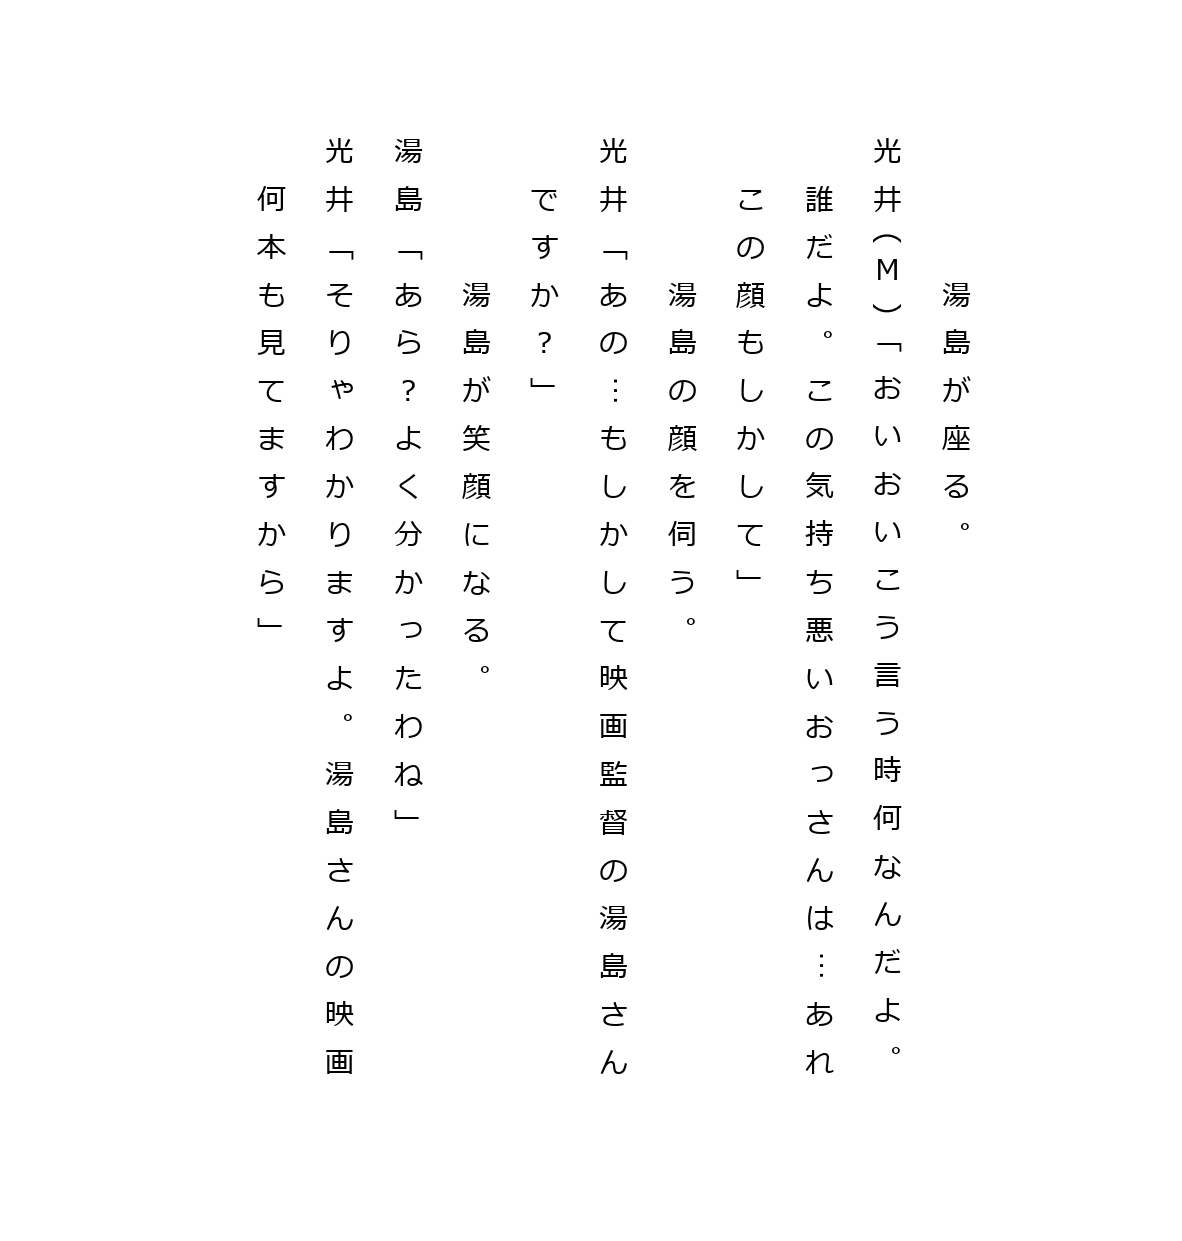 湯島が座る。
光井（Ｍ）「おいおいこう言う時何なんだよ。
誰だよ。この気持ち悪いおっさんは…あれ
この顔もしかして」
湯島の顔を伺う。
光井「あの…もしかして映画監督の湯島さん
ですか？」
湯島が笑顔になる。
湯島「あら？よく分かったわね」
光井「そりゃわかりますよ。湯島さんの映画
何本も見てますから」